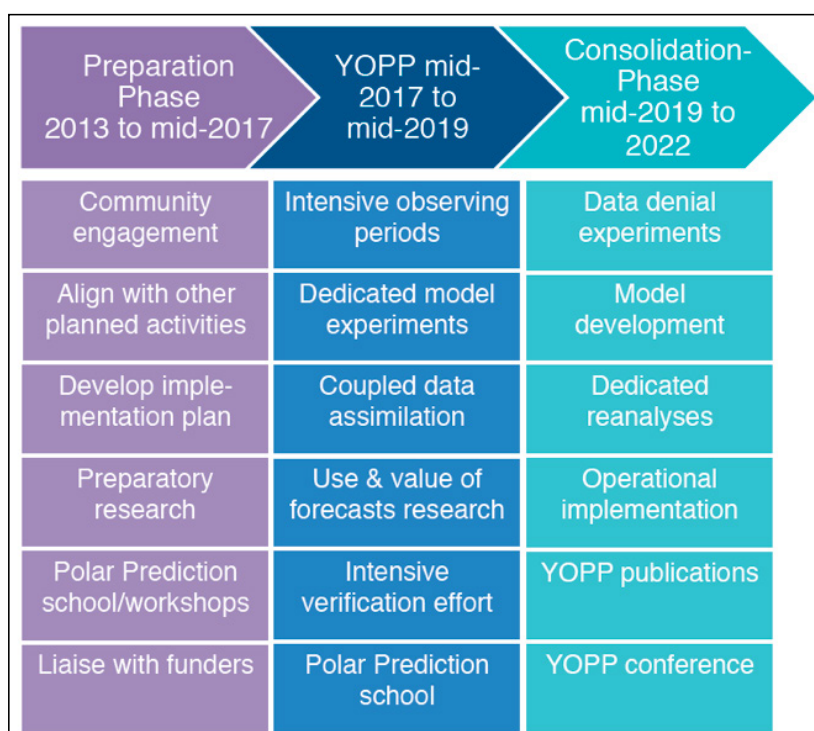 Preparation
Phase
2013 to mid-2017
YOPP mid-
2017 to
mid-2019
Consolidation-
Phase
mid-2019 to
2022
Community
engagement
Intensive observing
periods
Data denial
experiments
Align with other
planned activities
Dedicated model
experiments
Model
development
Develop imple-
mentation plan
Coupled data
assimilation
Dedicated
reanalyses
Preparatory
research
Use & value of
forecasts research
Operational
implementation
Polar Prediction
school/workshops
Intensive
verification effort
YOPP publications
Liaise with funders
Polar Prediction
school
YOPP conference